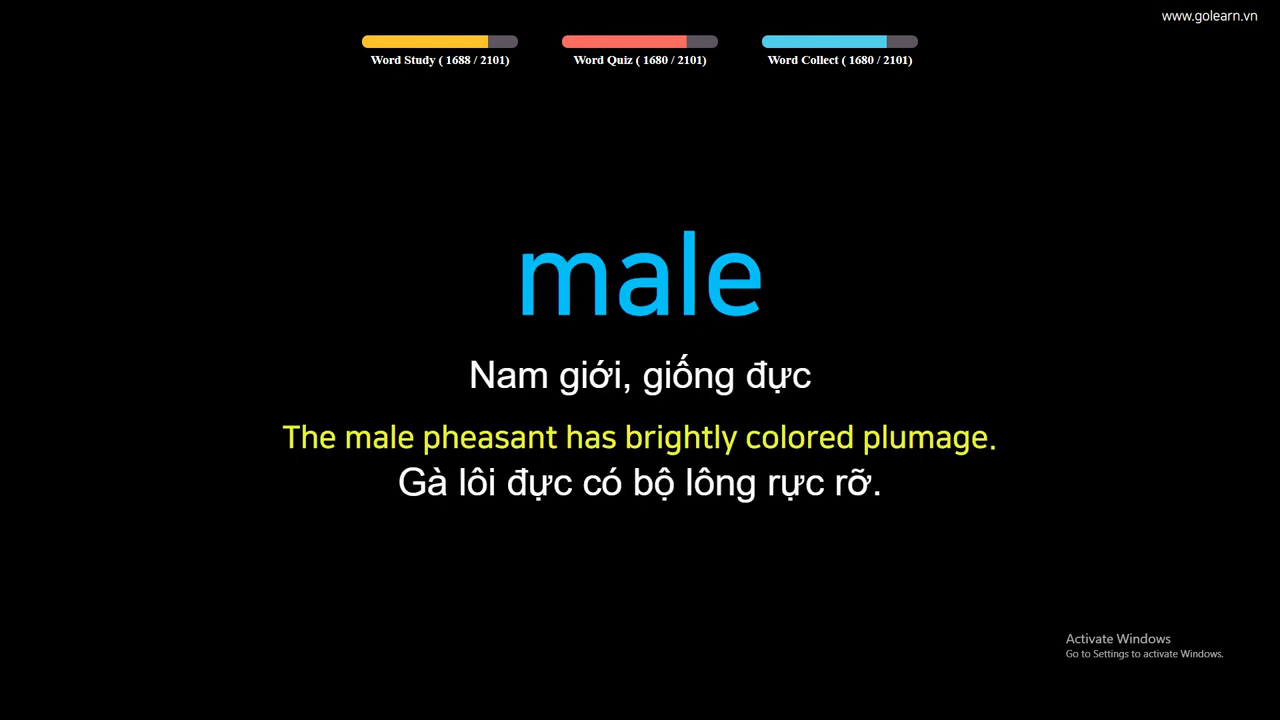 www.golearn.vn
Word Study ( 1688 / 2101) Word Quiz ( 1680 / 2101) Word Collect ( 1680 / 2101)
male
Nam giới, giống đực
The male pheasant has brightly colored plumage.
Gà lôi đực có bộ lông rực rỡ.
Activate Windows
Go to Settings to activate Windows.